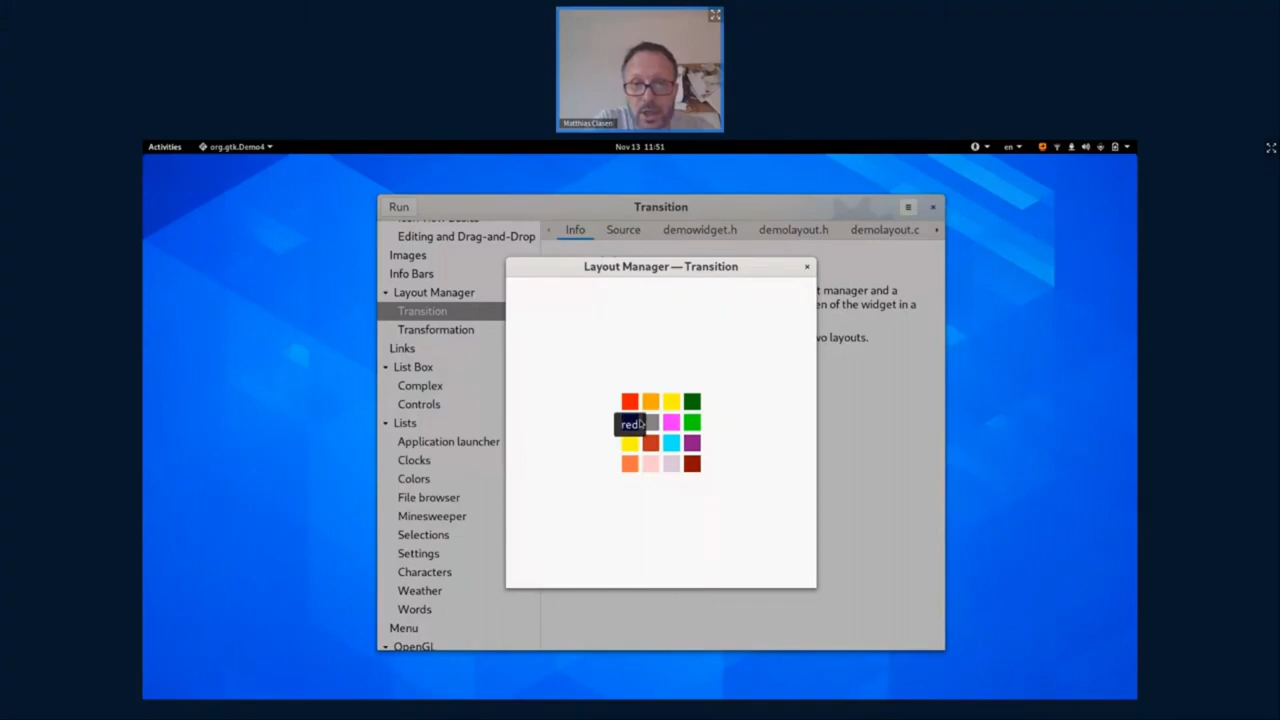 Matthias Clasen
Activities
org.gtk.Demo4
Nov 13 11:51
en
Run
Transition
Editing and Drag-and-Drop
Info
Source
demowidget.h
demolayout.h
demolayout.c
Images
Info Bars
Layout Manager
Transition
Transformation
Links
List Box
Complex
Controls
Lists
Application launcher
Clocks
Colors
File browser
Minesweeper
Selections
Settings
Characters
Weather
Words
Menu
OpenGL
Layout Manager — Transition
t manager and a
en of the widget in a
wo layouts.
red